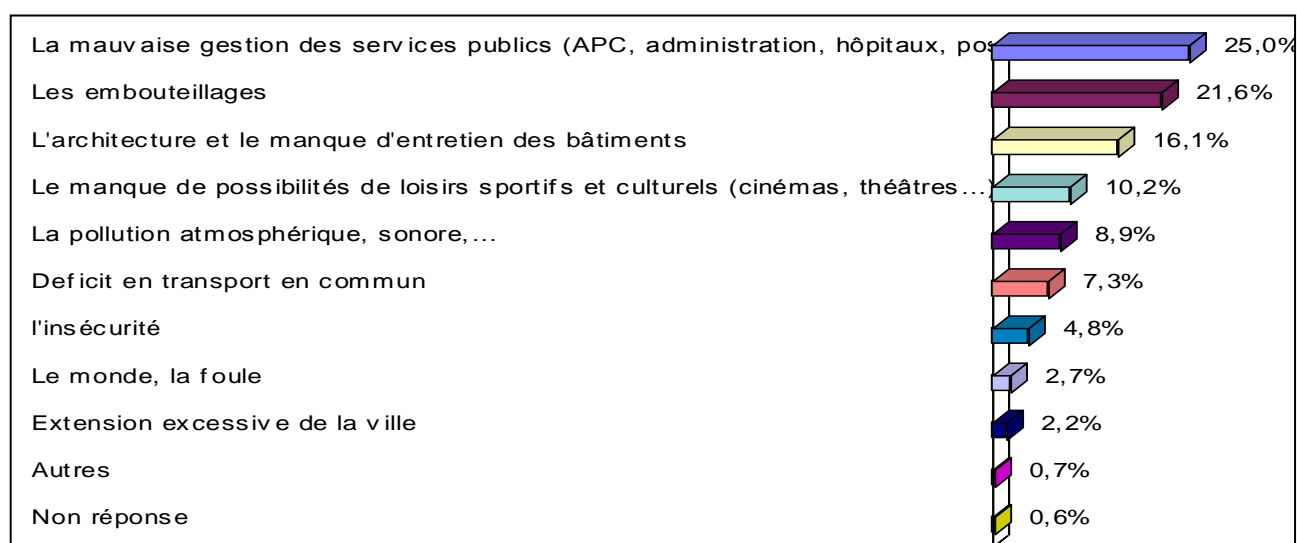 La mauvaise gestion des services publics (APC, administration, hôpitaux, pos 25,0%
Les embouteillages 21,6%
L'architecture et le manque d'entretien des bâtiments 16,1%
Le manque de possibilités de loisirs sportifs et culturels (cinémas, théâtres...) 10,2%
La pollution atmosphérique, sonore,... 8,9%
Deficit en transport en commun 7,3%
l'insécurité 4,8%
Le monde, la foule 2,7%
Extension excessive de la ville 2,2%
Autres 0,7%
Non réponse 0,6%